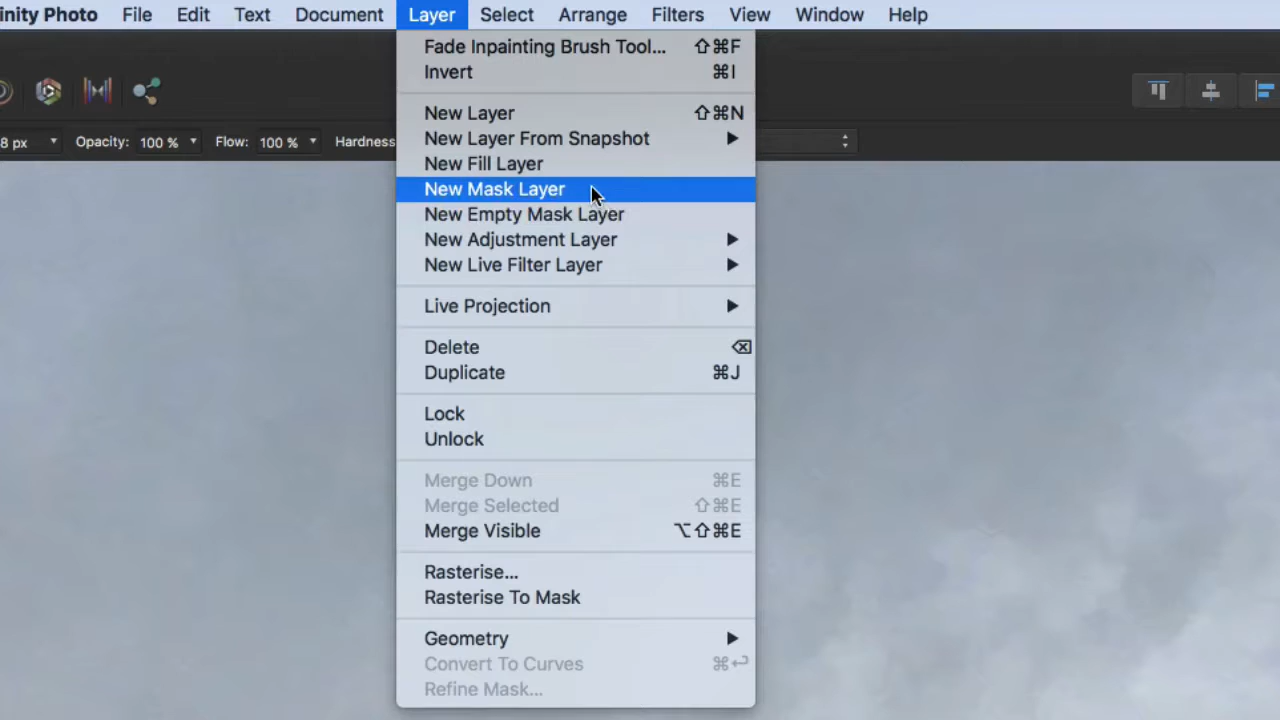 inity Photo File Edit Text Document Layer Select Arrange Filters View Window Help
Fade Inpainting Brush Tool... ⇧⌘F
Invert ⌘I
8 px Opacity: 100 % Flow: 100 % Hardness
New Layer ⇧⌘N
New Layer From Snapshot
New Fill Layer
New Mask Layer
New Empty Mask Layer
New Adjustment Layer
New Live Filter Layer
Live Projection
Delete ⌫
Duplicate ⌘J
Lock
Unlock
Merge Down ⌘E
Merge Selected ⇧⌘E
Merge Visible ⌥⇧⌘E
Rasterise...
Rasterise To Mask
Geometry
Convert To Curves ⌘↩
Refine Mask...